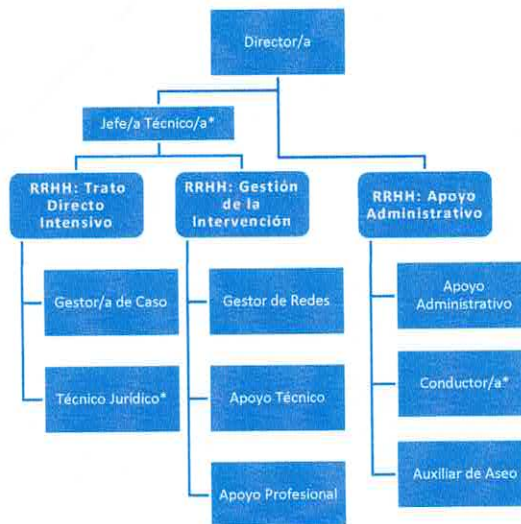 Director/a
Jefe/a Técnico/a*
RRHH: Trato
Directo
Intensivo
RRHH: Gestión
de la
Intervención
RRHH: Apoyo
Administrativo
Gestor/a de Caso
Gestor de Redes
Apoyo
Administrativo
Técnico Jurídico*
Apoyo Técnico
Conductor/a*
Apoyo Profesional
Auxiliar de Aseo